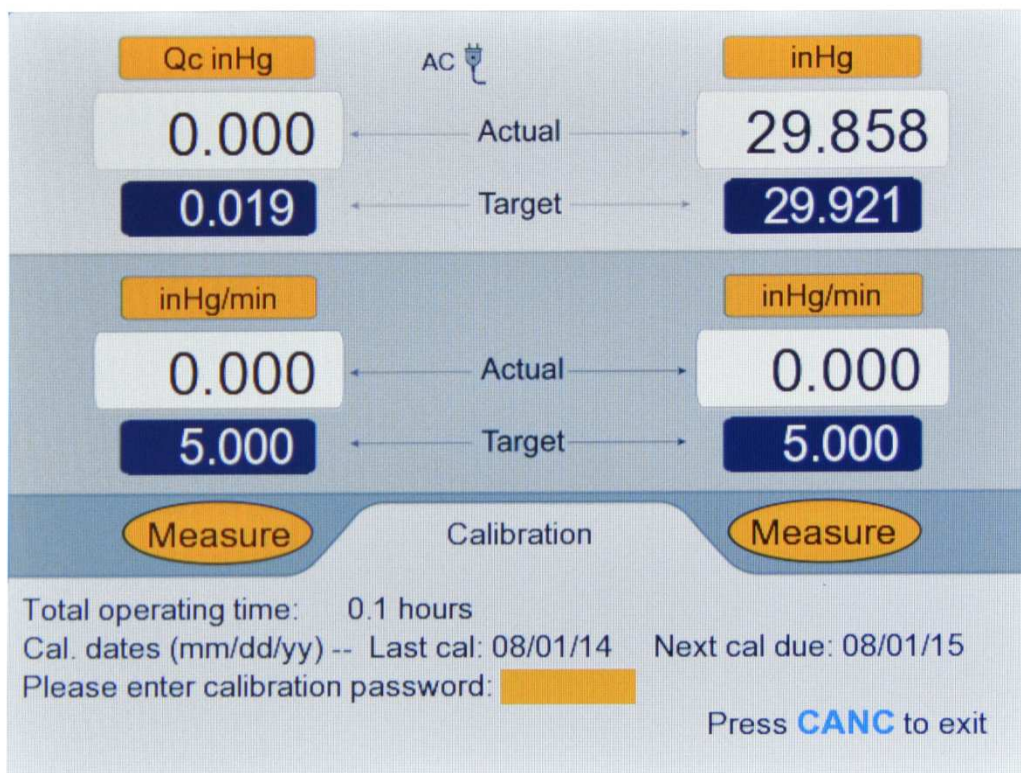 Qc inHg AC inHg
0.000 Actual 29.858
0.019 Target 29.921
inHg/min inHg/min
0.000 Actual 0.000
5.000 Target 5.000
Measure Calibration Measure
Total operating time: 0.1 hours
Cal. dates (mm/dd/yy) -- Last cal: 08/01/14 Next cal due: 08/01/15
Please enter calibration password:
Press CANC to exit